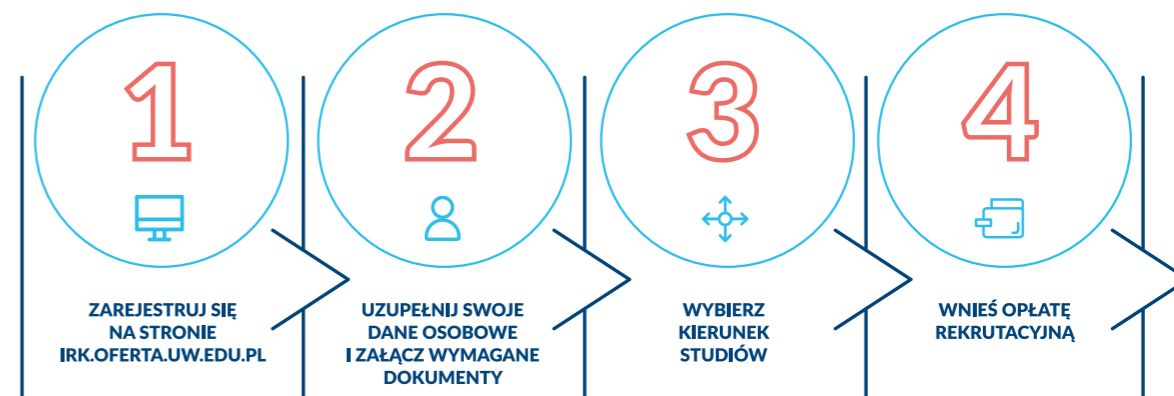 1
ZAREJESTRUJ SIĘ
NA STRONIE
IRK.OFERTA.UW.EDU.PL
2
UZUPEŁNIJ SWOJE
DANE OSOBOWE
I ZAŁĄCZ WYMAGANE
DOKUMENTY
3
WYBIERZ
KIERUNEK
STUDIÓW
4
WNIEŚ OPŁATĘ
REKRUTACYJNĄ